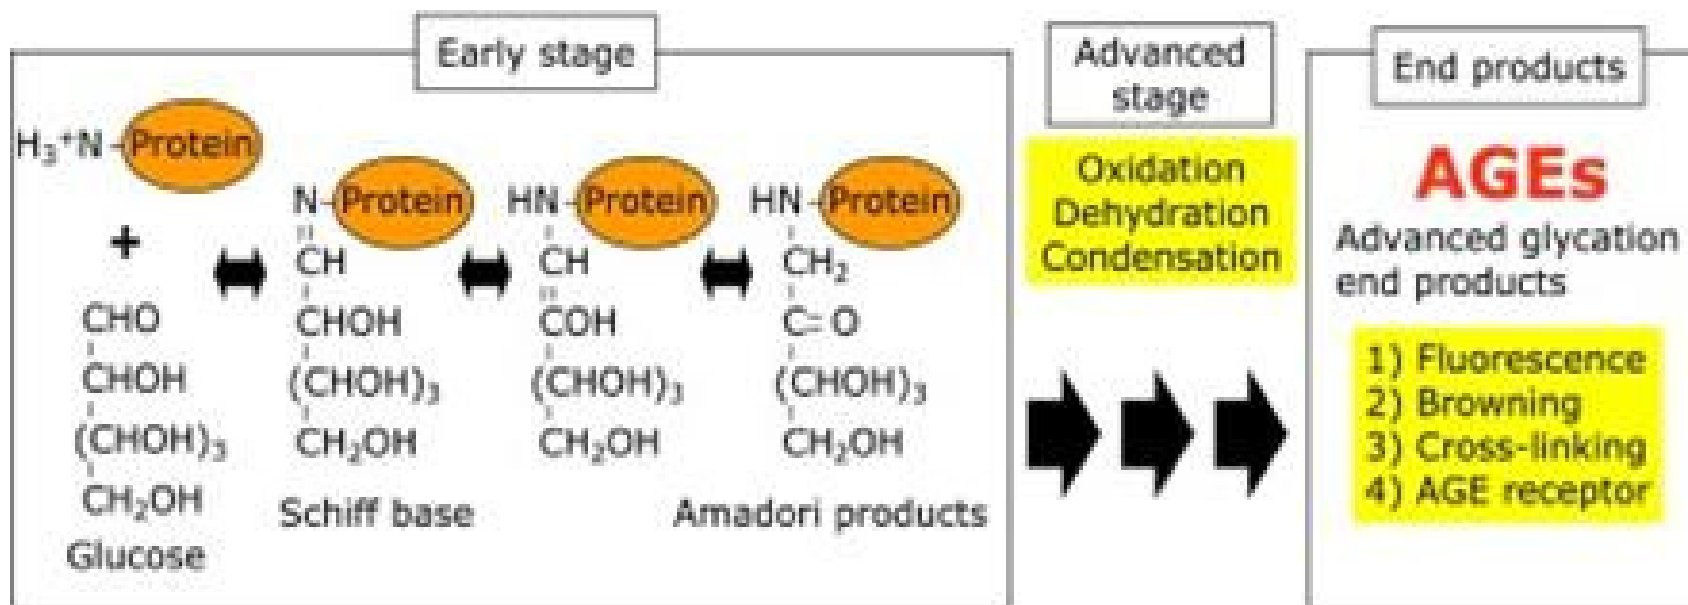 Early stage
H₃⁺N-Protein
+
CHO
CHOH
(CHOH)₃
CH₂OH
Glucose
N-Protein
CH
CHOH
(CHOH)₃
CH₂OH
Schiff base
HN-Protein
CH
COH
(CHOH)₃
CH₂OH
HN-Protein
CH₂
C=O
(CHOH)₃
CH₂OH
Amadori products
Advanced
stage
Oxidation
Dehydration
Condensation
End products
AGEs
Advanced glycation
end products
1) Fluorescence
2) Browning
3) Cross-linking
4) AGE receptor